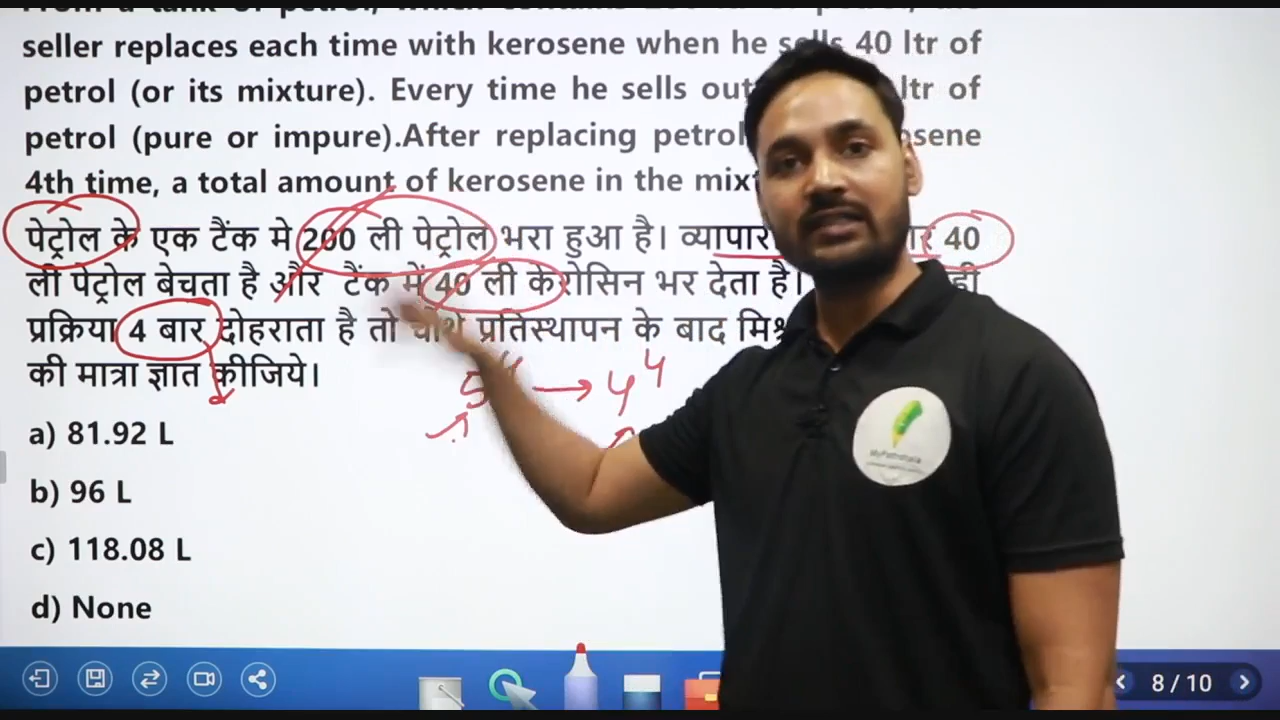 seller replaces each time with kerosene when he sells 40 ltr of
petrol (or its mixture). Every time he sells out ltr of
petrol (pure or impure).After replacing petrol
4th time, a total amount of kerosene in the
पेट्रोल के एक टैंक मे 200 ली पेट्रोल भरा हुआ है। 40
ली पेट्रोल बेचता है और टैंक में 40 ली केरोसिन भर देता है।
प्रक्रिया 4 बार दोहराता है तो चौथे प्रतिस्थापन के बाद
की मात्रा ज्ञात कीजिये।
5 → 4 4
a) 81.92 L
b) 96 L
c) 118.08 L
d) None
8 / 10